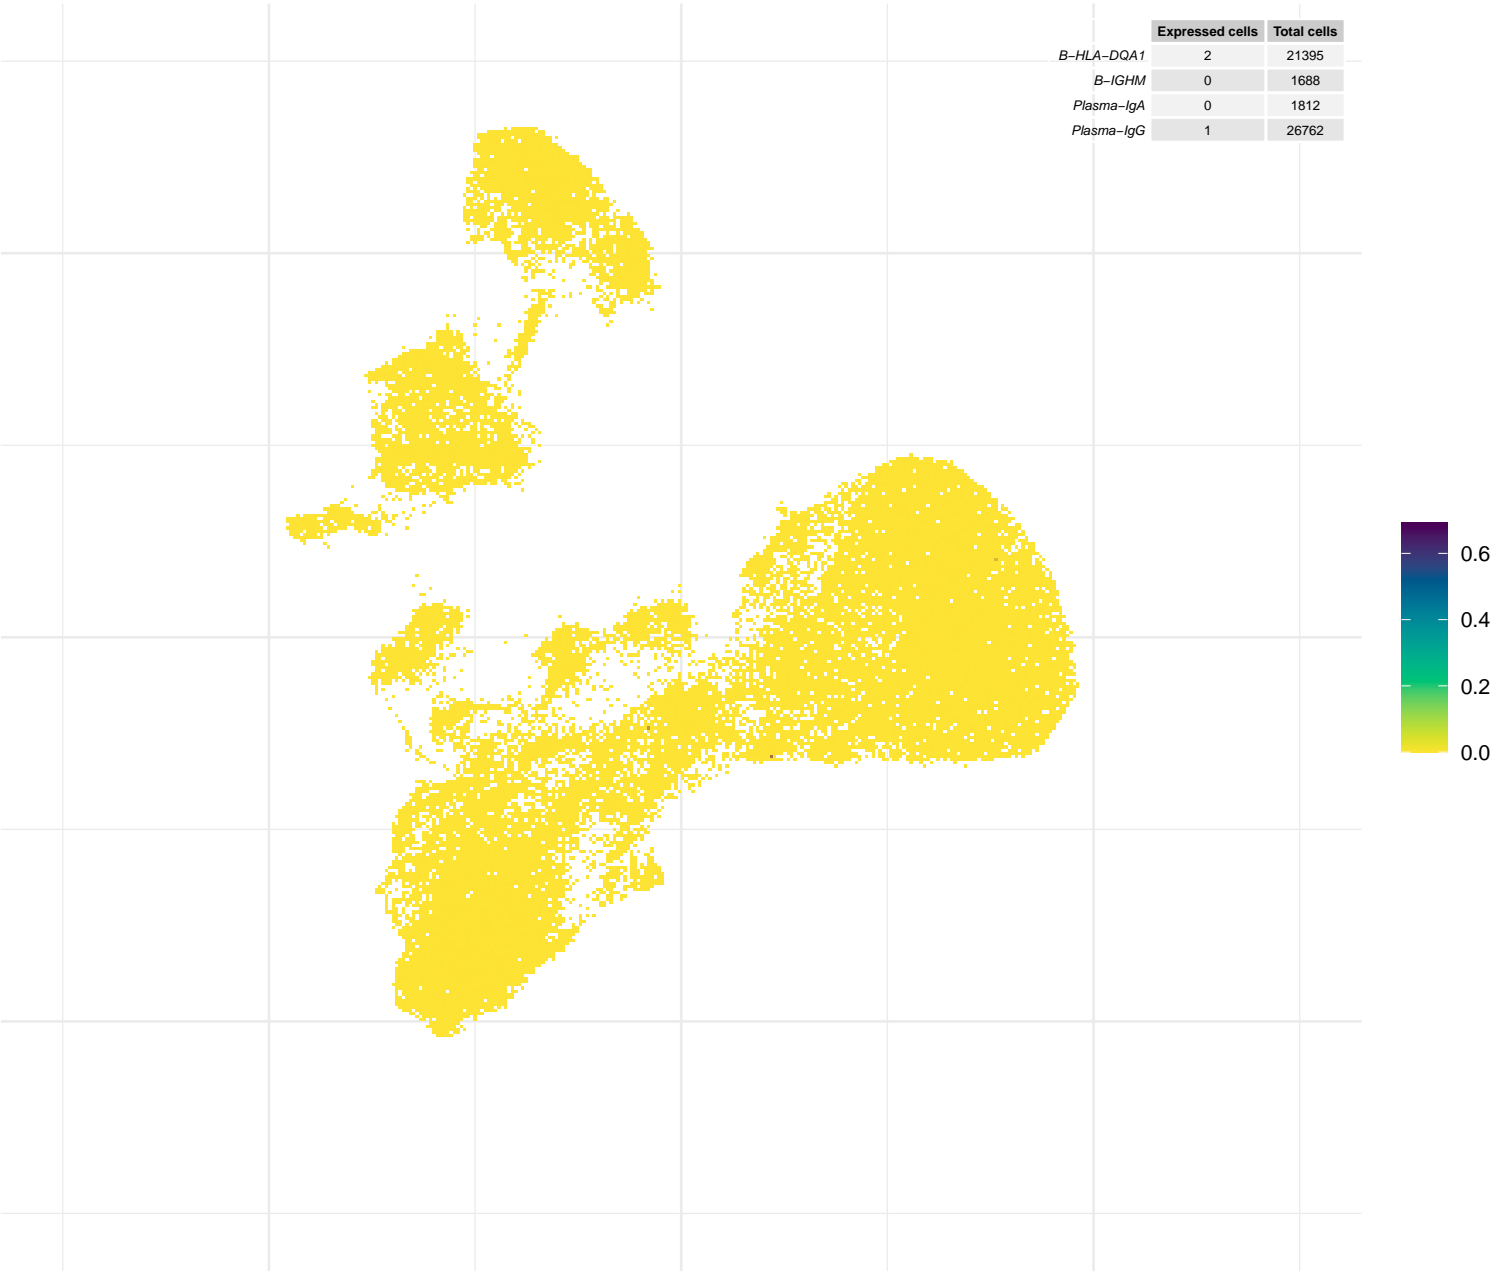 Expressed cells Total cells
B−HLA−DQA1 2 21395
B−IGHM 0 1688
Plasma−IgA 0 1812
Plasma−IgG 1 26762
0.6
0.4
0.2
0.0